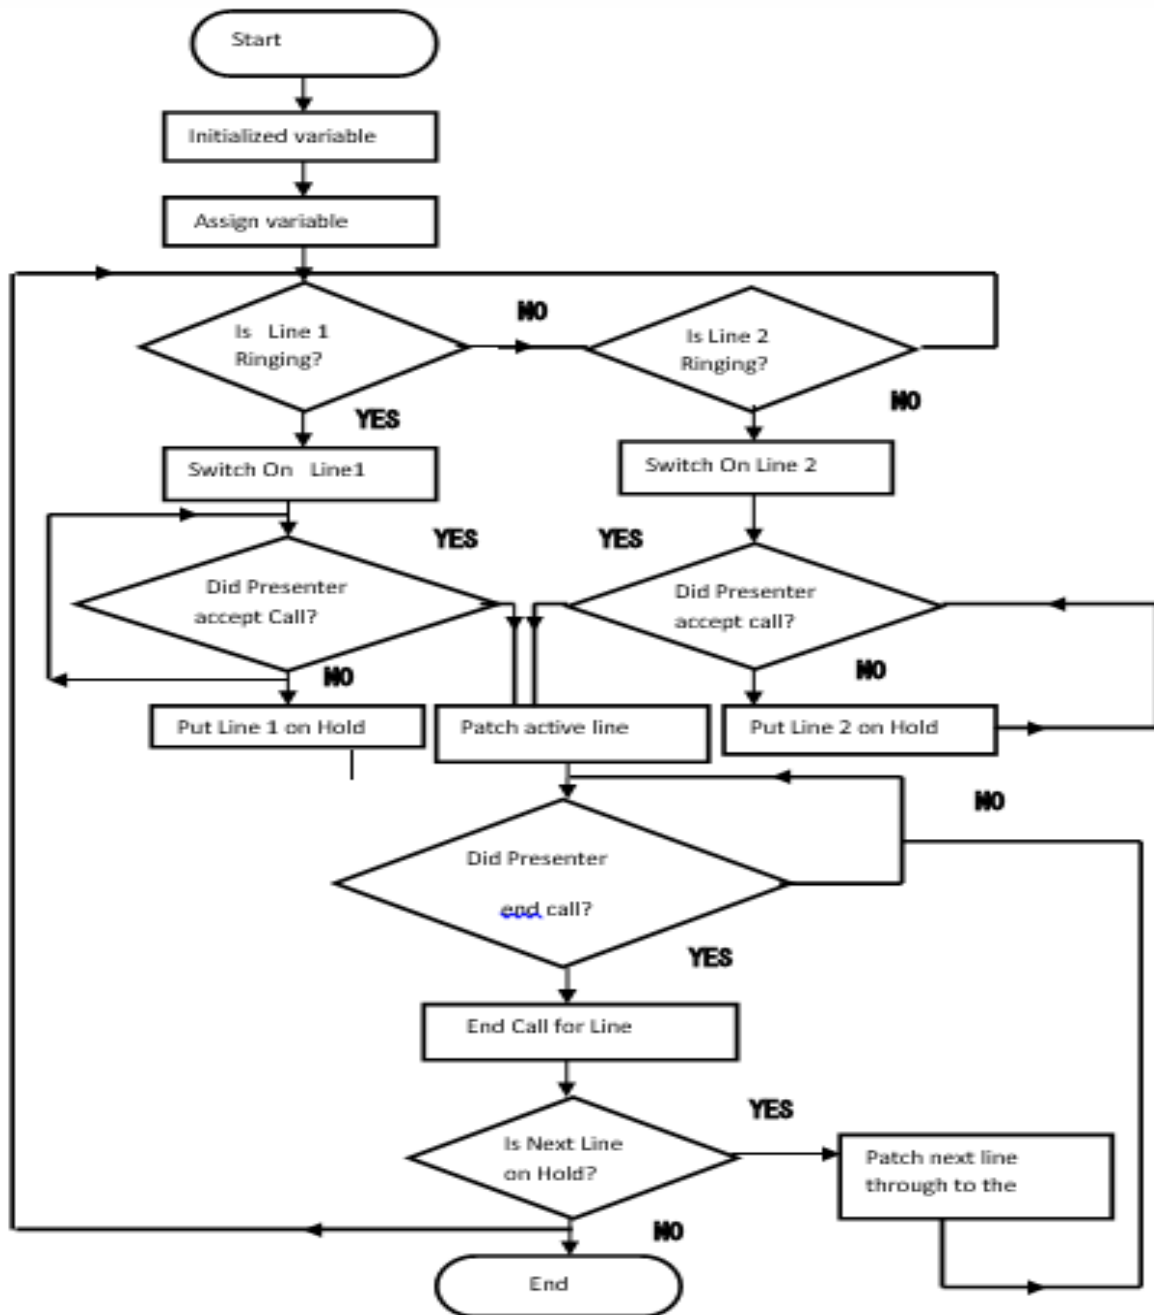 Start
Initialized variable
Assign variable
Is Line 1
Ringing?
NO
Is Line 2
Ringing?
YES
NO
Switch On Line1
Switch On Line 2
YES
YES
Did Presenter
accept Call?
Did Presenter
accept call?
NO
NO
Put Line 1 on Hold
Patch active line
Put Line 2 on Hold
NO
Did Presenter
end call?
YES
End Call for Line
YES
Is Next Line
on Hold?
Patch next line
through to the
NO
End